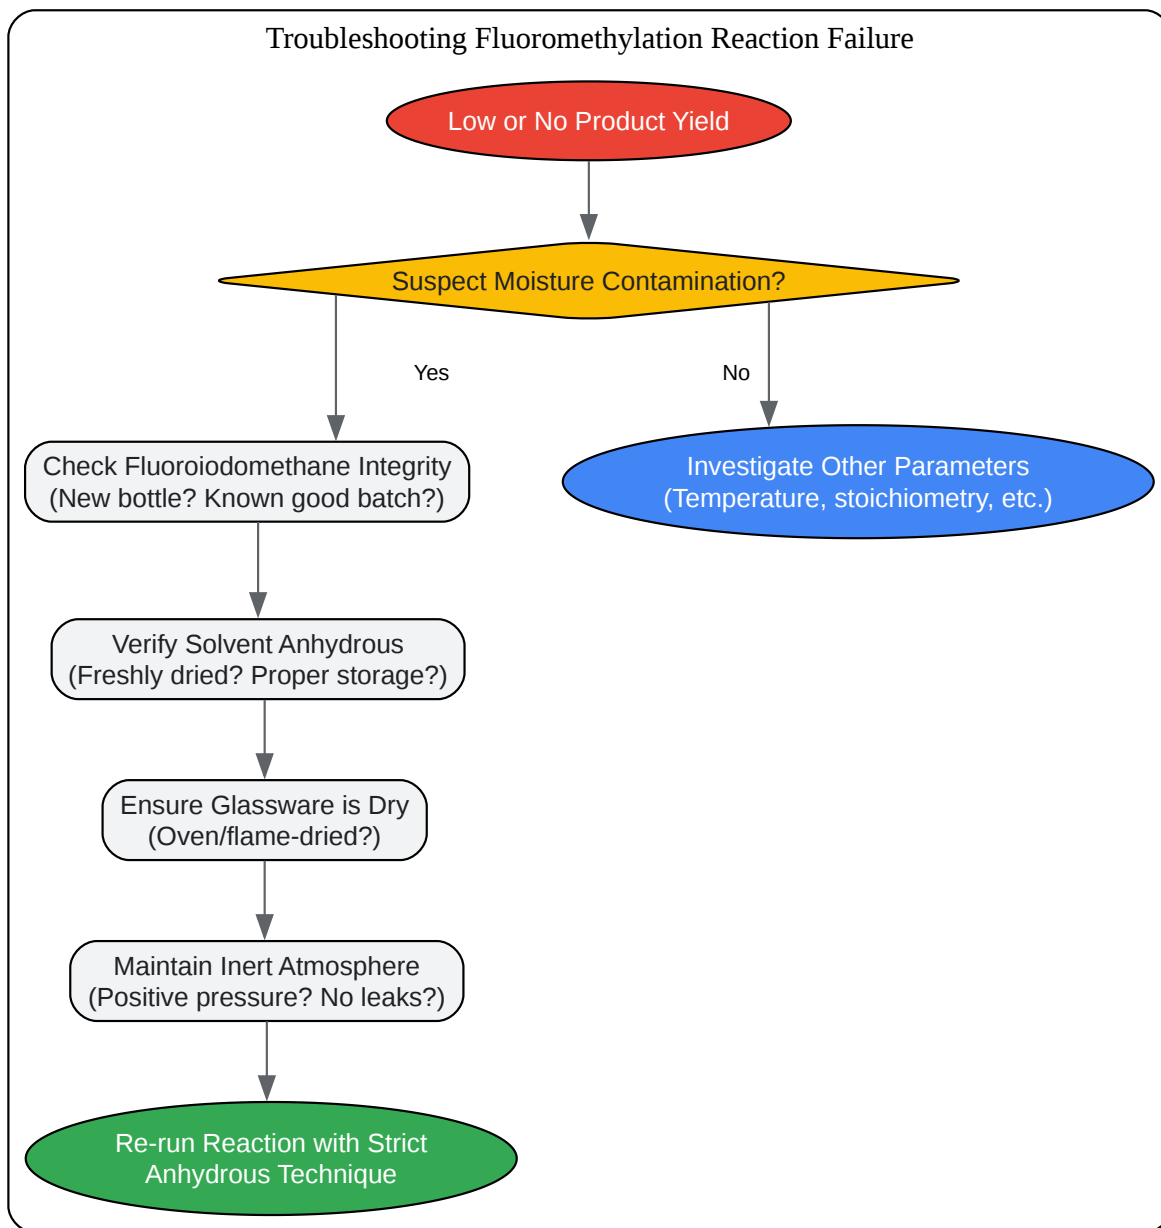 Troubleshooting Fluoromethylation Reaction Failure
Low or No Product Yield
Suspect Moisture Contamination?
Yes
No
Check Fluoroiodomethane Integrity
(New bottle? Known good batch?)
Investigate Other Parameters
(Temperature, stoichiometry, etc.)
Verify Solvent Anhydrous
(Freshly dried? Proper storage?)
Ensure Glassware is Dry
(Oven/flame-dried?)
Maintain Inert Atmosphere
(Positive pressure? No leaks?)
Re-run Reaction with Strict
Anhydrous Technique